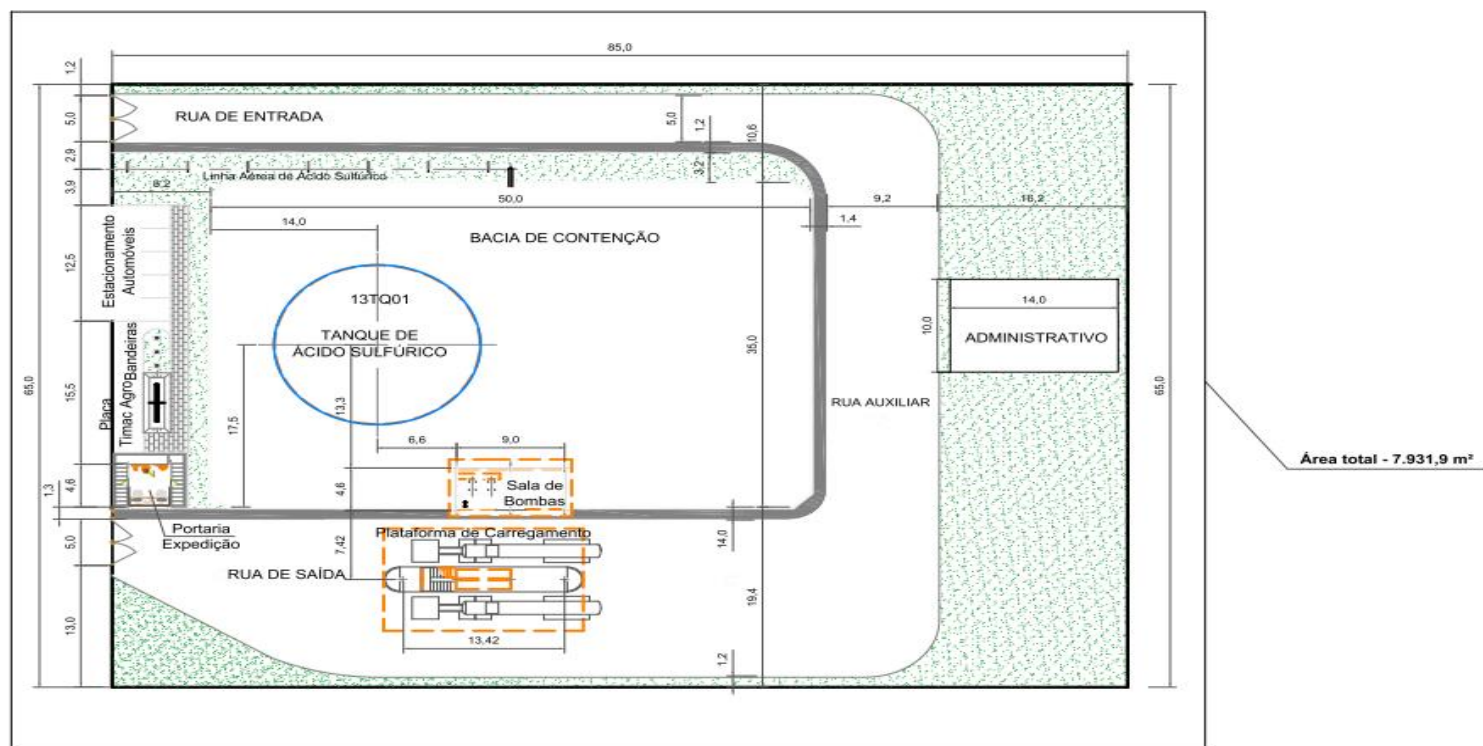 85,0
1,2
5,0
2,9
3,9
12,5
15,5
4,6
1,3
5,0
13,0
65,0
RUA DE ENTRADA
5,0
1,2
10,6
3,2
Linha Aérea de Ácido Sulfúrico
8,2
50,0
9,2
16,2
1,4
14,0
BACIA DE CONTENÇÃO
Estacionamento
Automóveis
13TQ01
TANQUE DE
ÁCIDO SULFÚRICO
14,0
10,0
ADMINISTRATIVO
35,0
65,0
Bandeiras
Placa
Timac Agro
13,3
17,5
RUA AUXILIAR
6,6
9,0
Área total - 7.931,9 m²
4,6
Sala de
Bombas
Portaria
Expedição
Plataforma de Carregamento
7,42
14,0
RUA DE SAÍDA
19,4
13,42
1,2